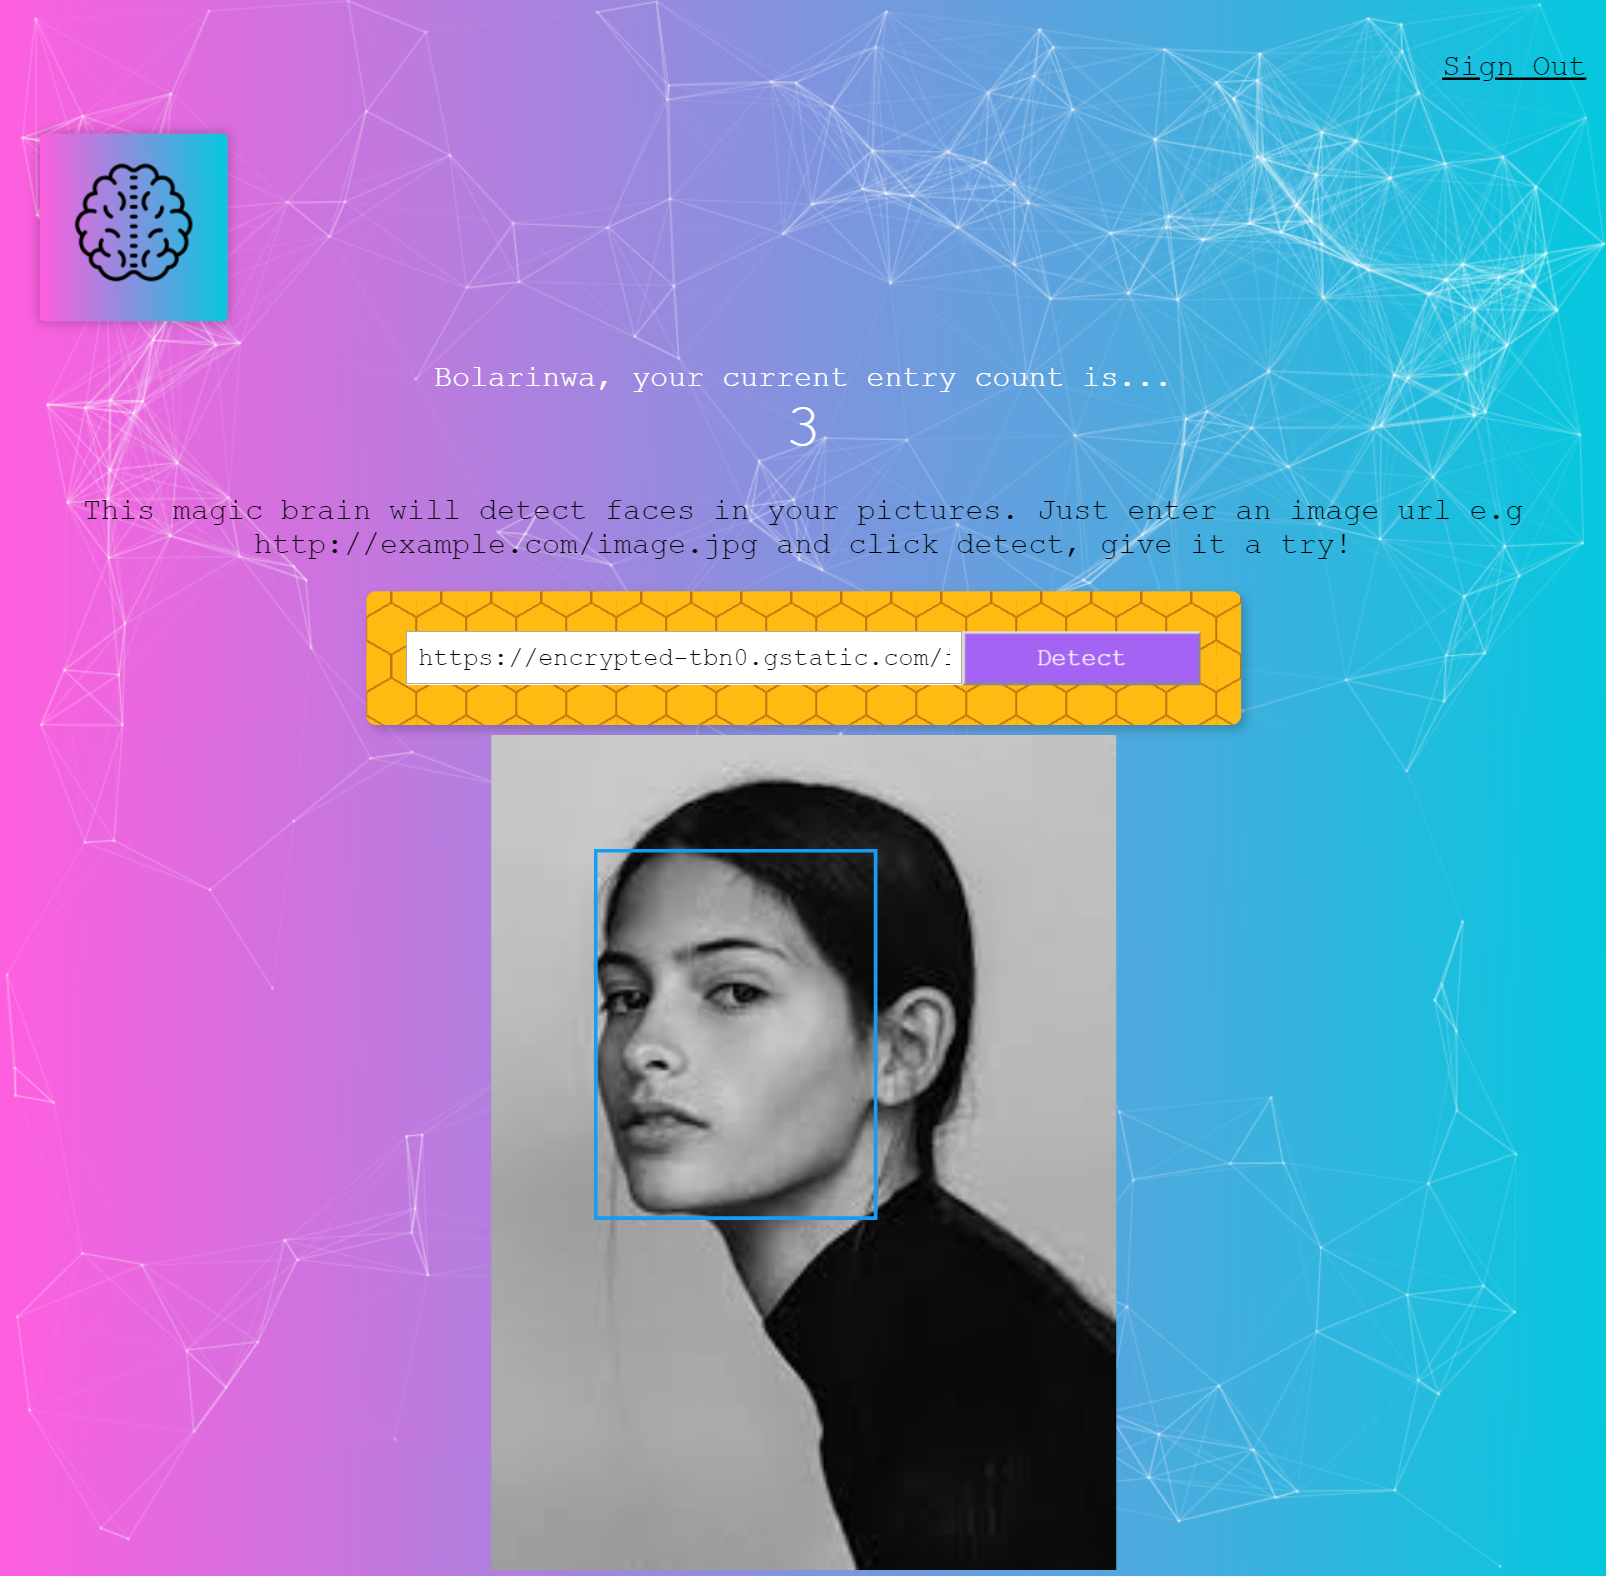 Sign Out
Bolarinwa, your current entry count is...
3
This magic brain will detect faces in your pictures. Just enter an image url e.g
http://example.com/image.jpg and click detect, give it a try!
https://encrypted-tbn0.gstatic.com/i Detect